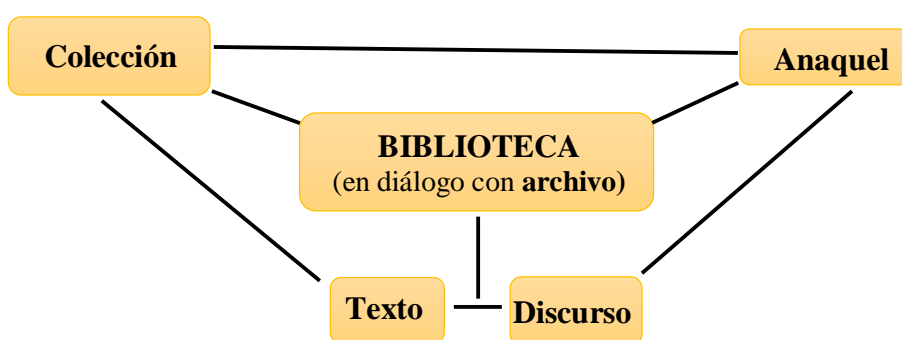 Colección
Anaquel
BIBLIOTECA
(en diálogo con archivo)
Texto
Discurso